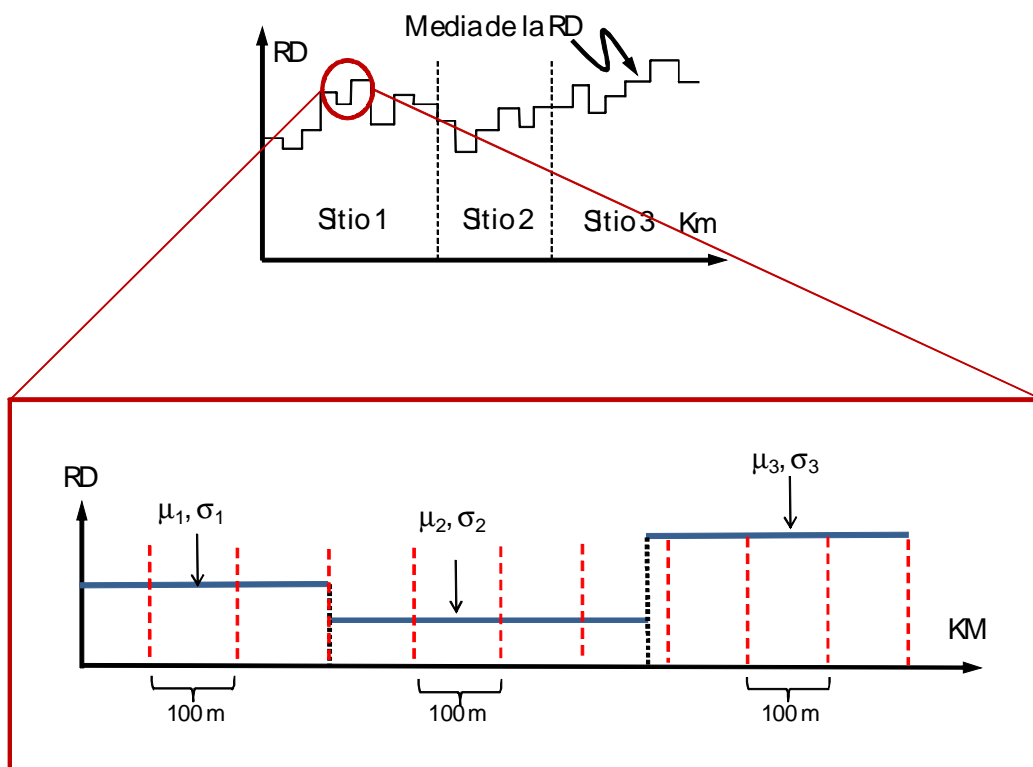 Media de la RD
RD
Sitio 1
Sitio 2
Sitio 3
Km
RD
μ1, σ1
μ2, σ2
μ3, σ3
KM
100 m
100 m
100 m